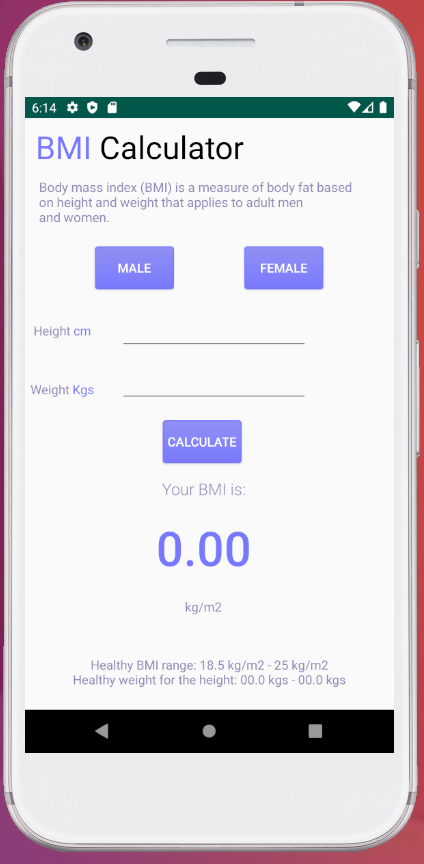 6:14
BMI Calculator
Body mass index (BMI) is a measure of body fat based
on height and weight that applies to adult men
and women.
MALE FEMALE
Height cm
Weight Kgs
CALCULATE
Your BMI is:
0.00
kg/m2
Healthy BMI range: 18.5 kg/m2 - 25 kg/m2
Healthy weight for the height: 00.0 kgs - 00.0 kgs